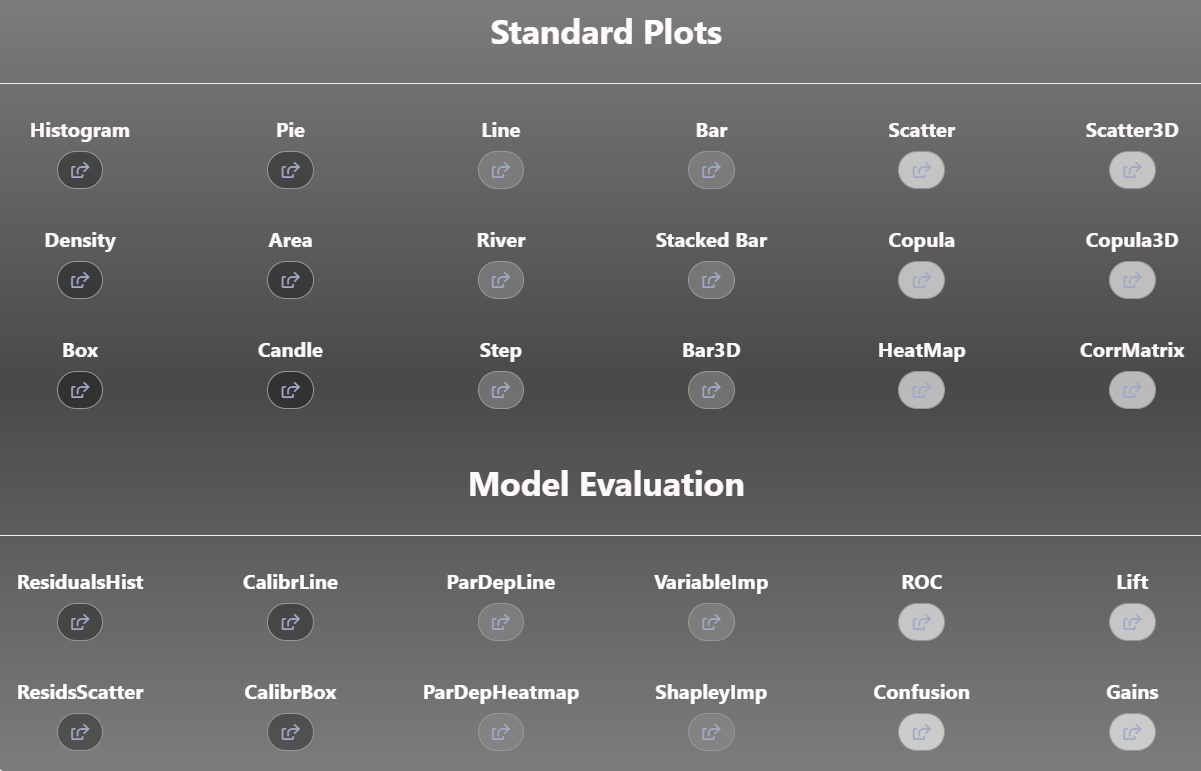 Standard Plots
Histogram Pie Line Bar Scatter Scatter3D
Density Area River Stacked Bar Copula Copula3D
Box Candle Step Bar3D HeatMap CorrMatrix
Model Evaluation
ResidualsHist CalibrLine ParDepLine VariableImp ROC Lift
ResidsScatter CalibrBox ParDepHeatmap ShapleyImp Confusion Gains